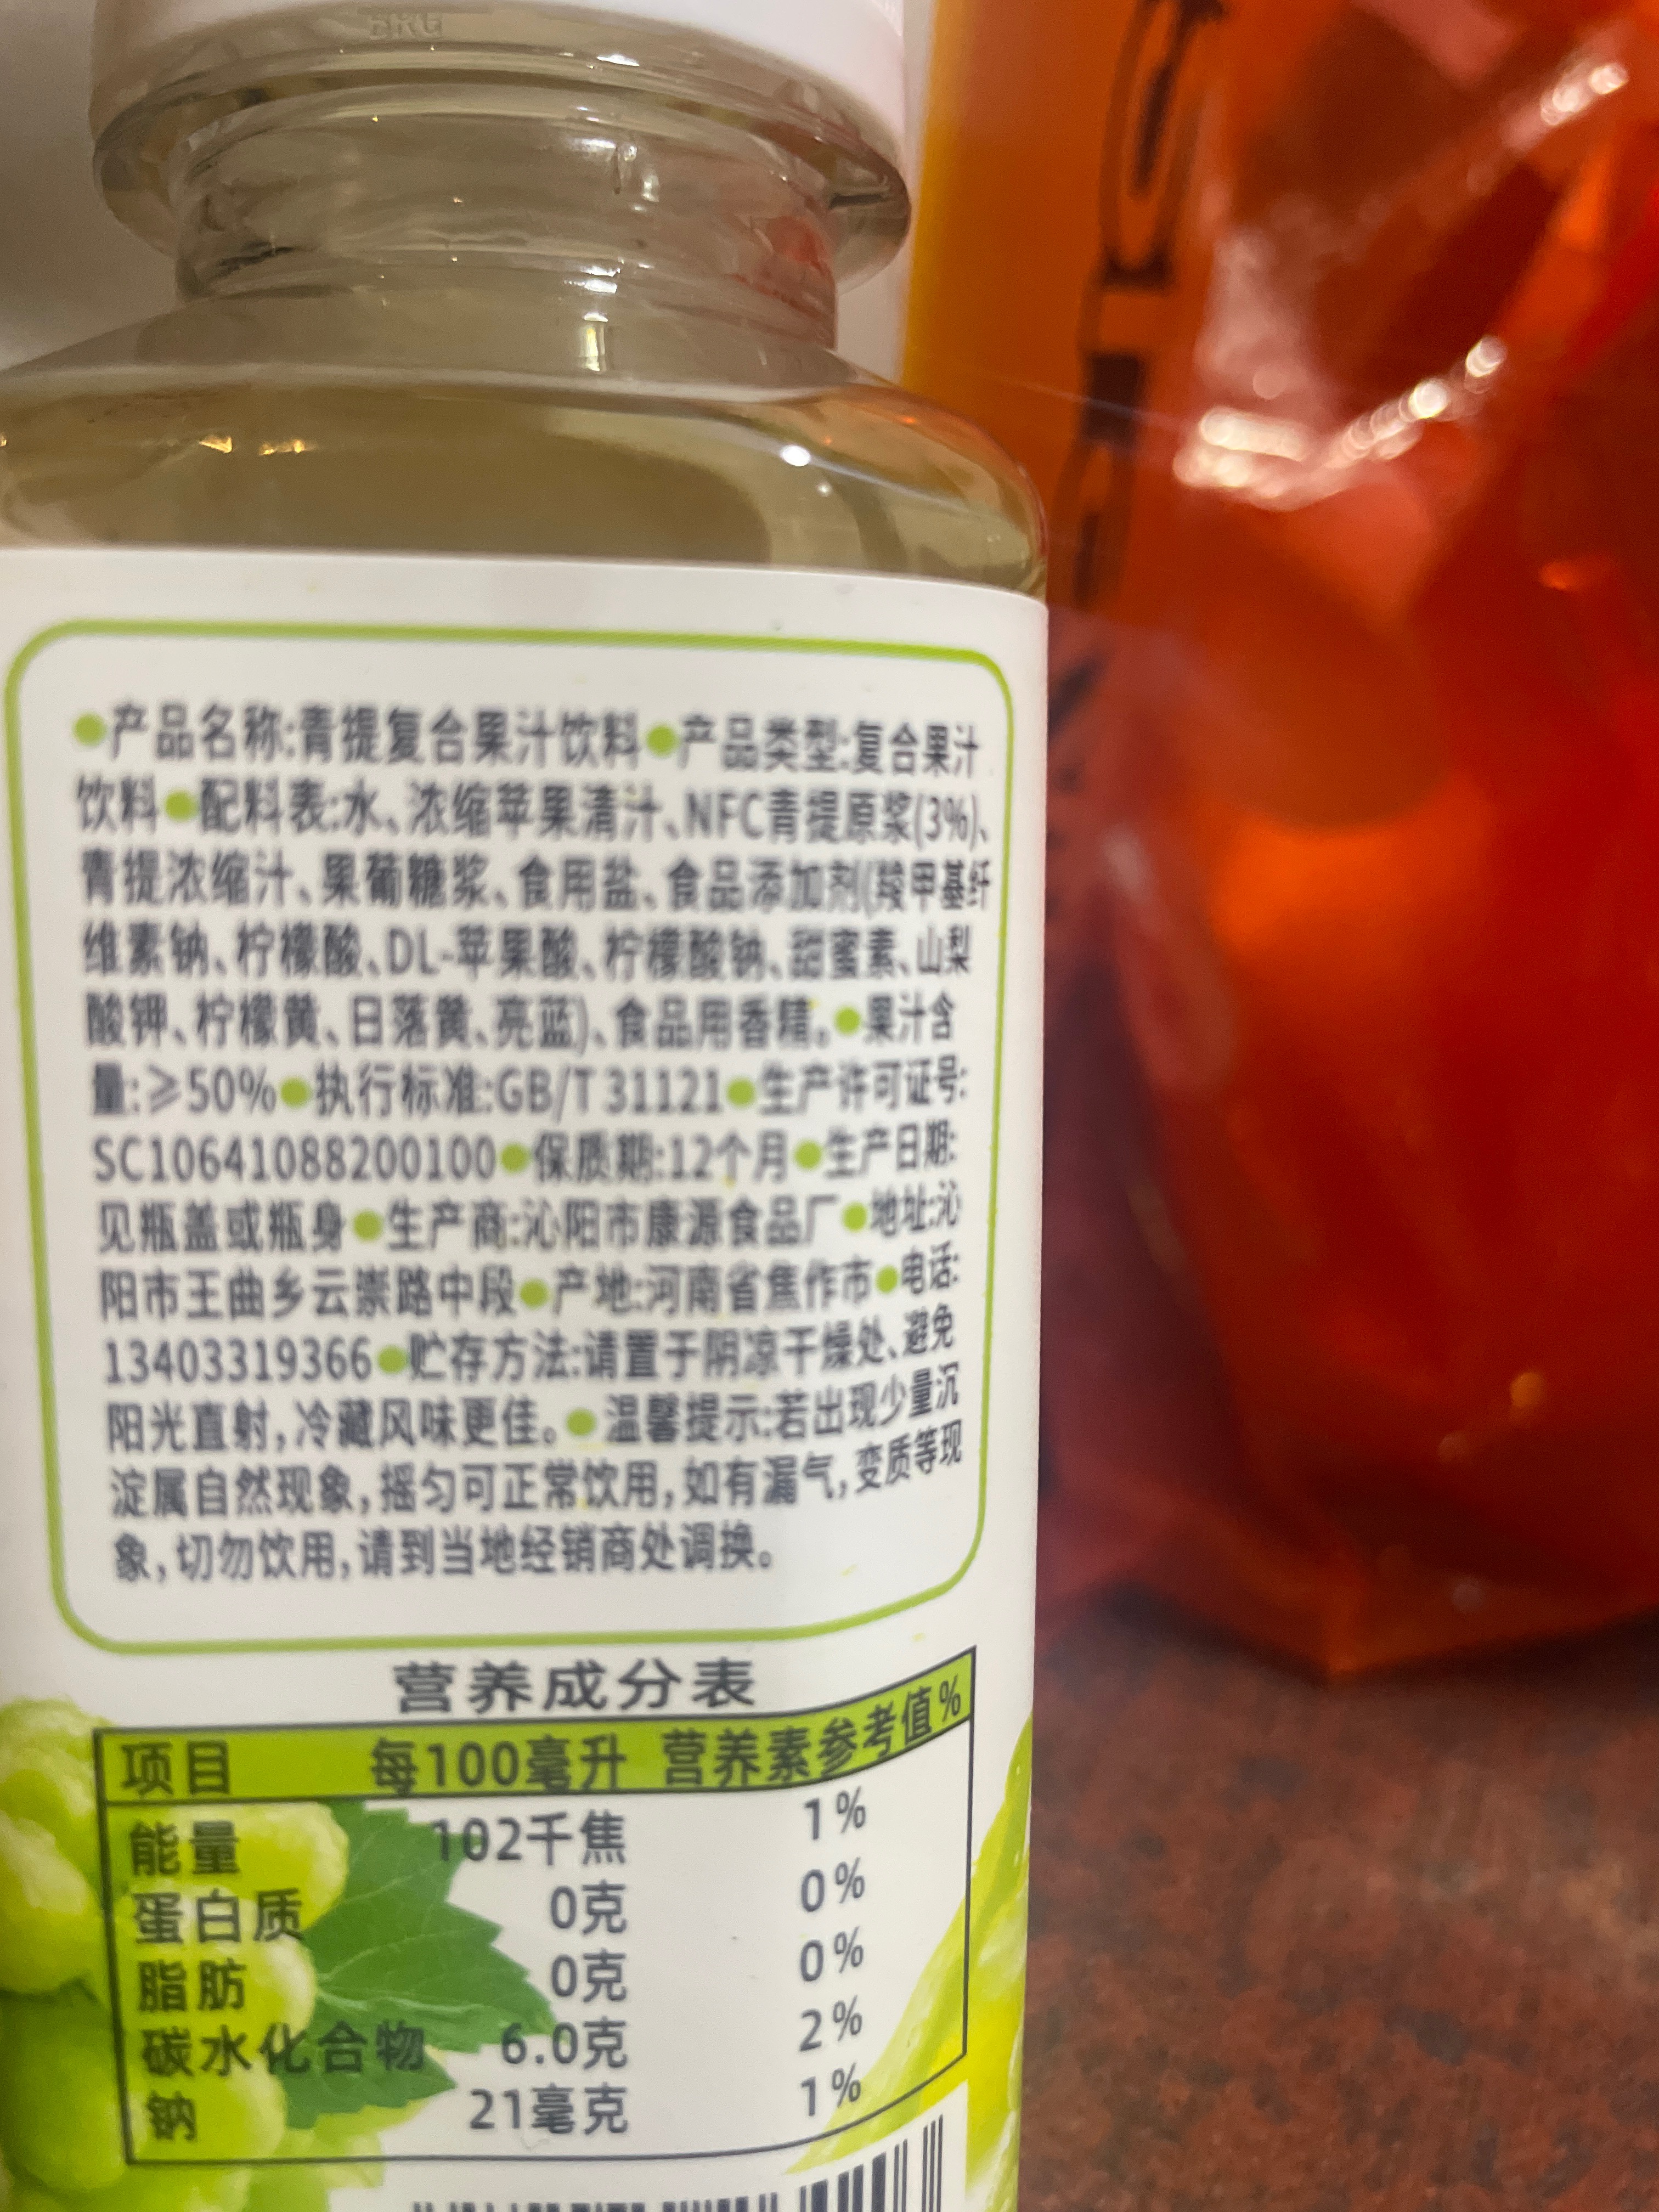 ●产品名称:青提复合果汁饮料●产品类型:复合果汁
饮料●配料表:水、浓缩苹果清汁、NFC青提原浆(3%)、
青提浓缩汁、果葡糖浆、食用盐、食品添加剂(羧甲基纤
维素钠、柠檬酸、DL-苹果酸、柠檬酸钠、甜蜜素、山梨
酸钾、柠檬黄、日落黄、亮蓝)、食品用香精。●果汁含
量:≥50%●执行标准:GB/T 31121●生产许可证号:
SC10641088200100●保质期:12个月●生产日期:
见瓶盖或瓶身●生产商:沁阳市康源食品厂●地址:沁
阳市王曲乡云崇路中段●产地:河南省焦作市●电话:
13403319366●贮存方法:请置于阴凉干燥处、避免
阳光直射,冷藏风味更佳。●温馨提示:若出现少量沉
淀属自然现象,摇匀可正常饮用,如有漏气,变质等现
象,切勿饮用,请到当地经销商处调换。
营养成分表
项目 每100毫升 营养素参考值%
能量 102千焦 1%
蛋白质 0克 0%
脂肪 0克 0%
碳水化合物 6.0克 2%
钠 21毫克 1%